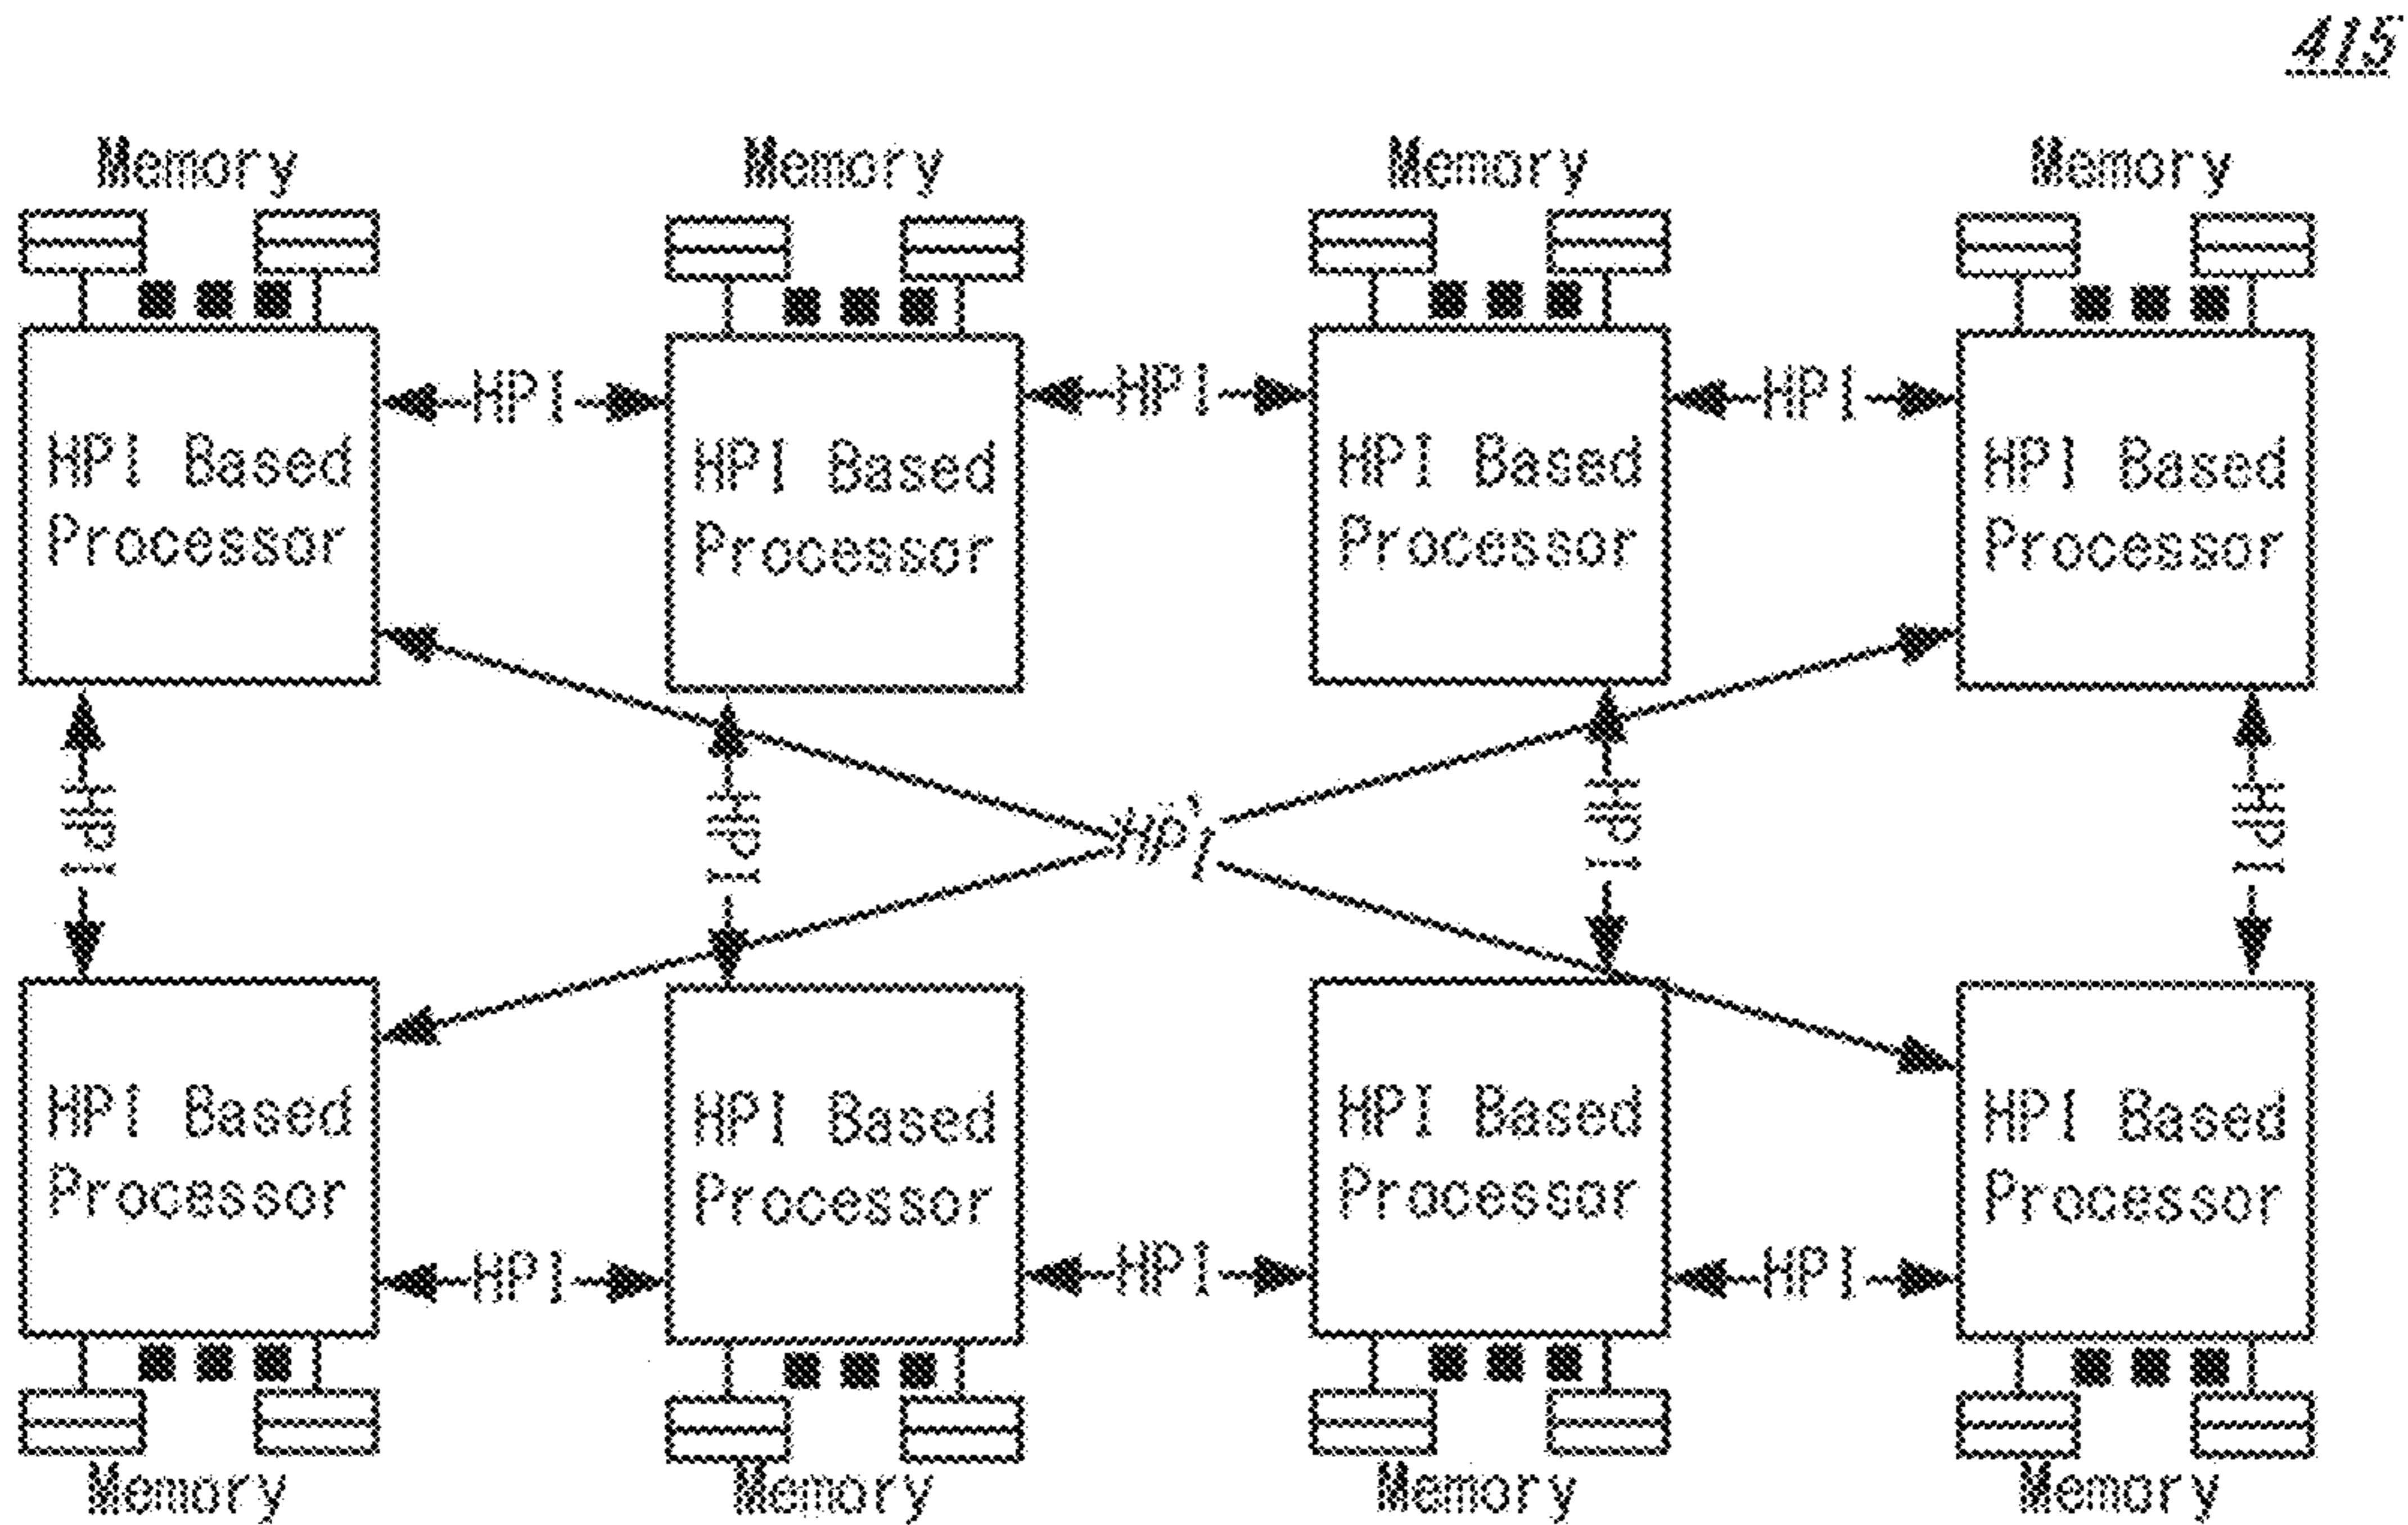 415
Memory Memory Memory Memory
HPI HPI HPI
HPI Based HPI Based HPI Based HPI Based
Processor Processor Processor Processor
HPI HPI HPI HPI HPI
HPI Based HPI Based HPI Based HPI Based
Processor Processor Processor Processor
HPI HPI HPI
Memory Memory Memory Memory